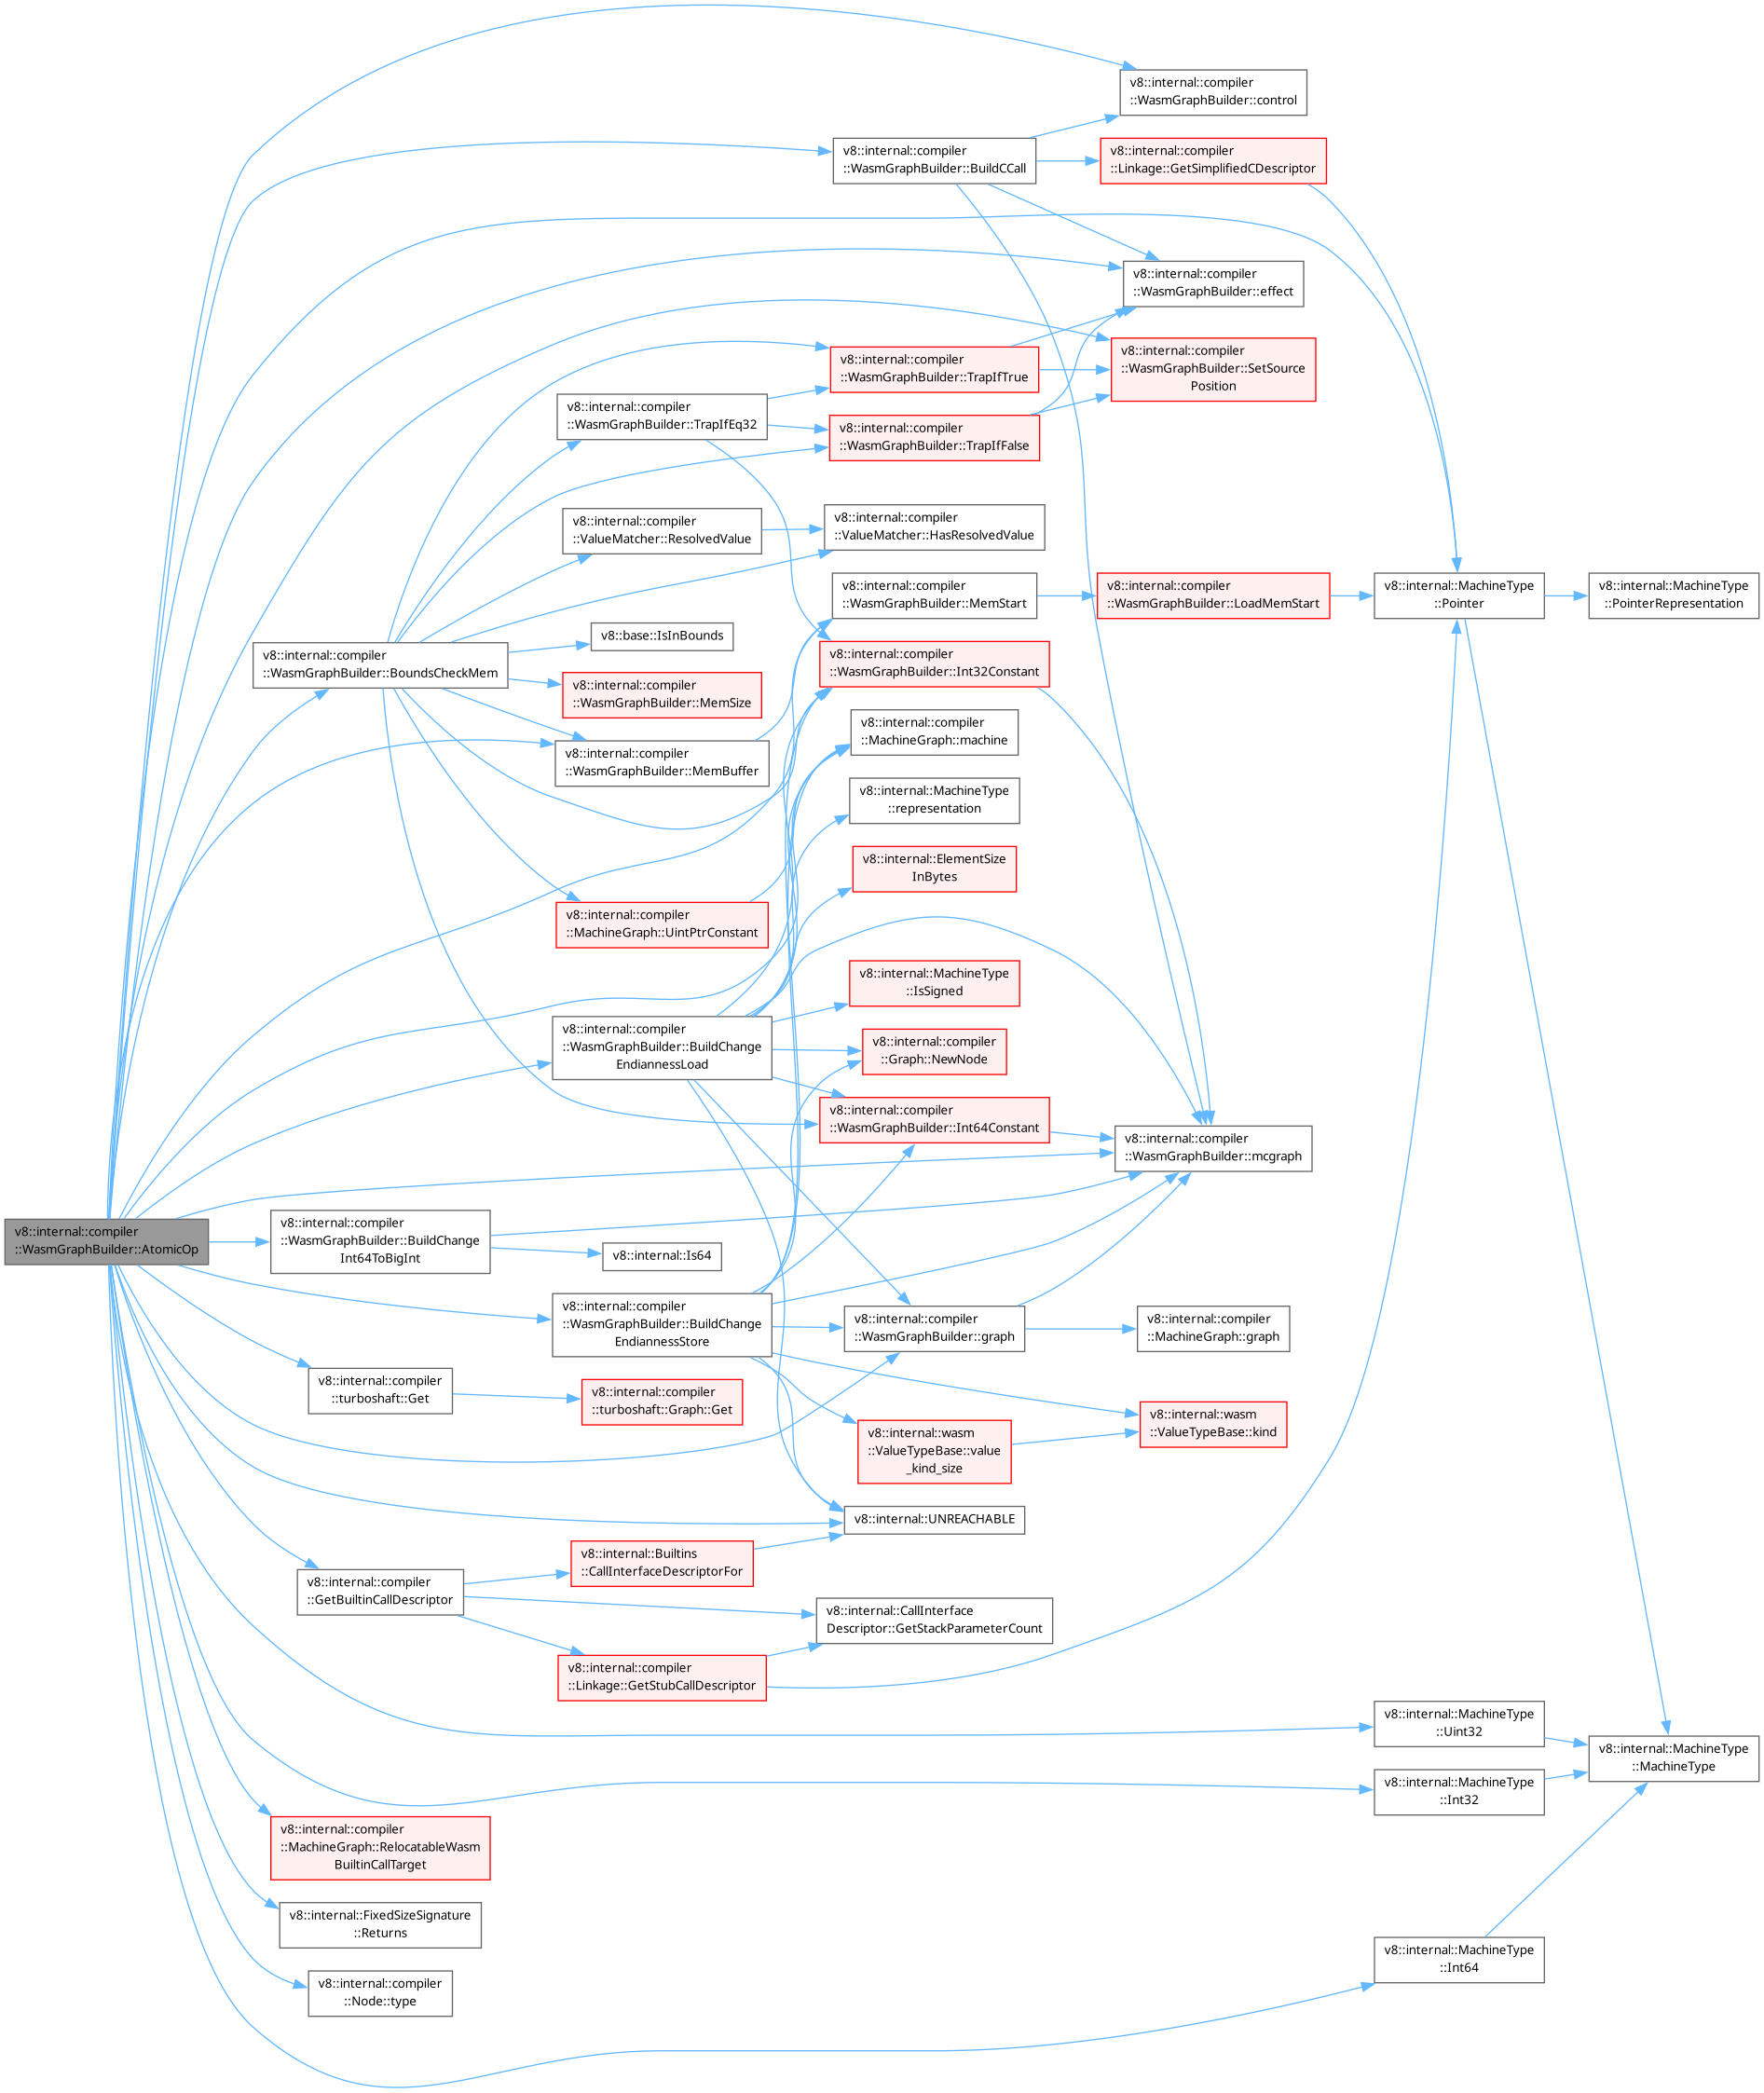 v8::internal::compiler
::WasmGraphBuilder::control
v8::internal::compiler
::WasmGraphBuilder::BuildCCall
v8::internal::compiler
::Linkage::GetSimplifiedCDescriptor
v8::internal::compiler
::WasmGraphBuilder::effect
v8::internal::compiler
::WasmGraphBuilder::TrapIfTrue
v8::internal::compiler
::WasmGraphBuilder::SetSource
Position
v8::internal::compiler
::WasmGraphBuilder::TrapIfEq32
v8::internal::compiler
::WasmGraphBuilder::TrapIfFalse
v8::internal::compiler
::ValueMatcher::ResolvedValue
v8::internal::compiler
::ValueMatcher::HasResolvedValue
v8::internal::compiler
::WasmGraphBuilder::MemStart
v8::internal::compiler
::WasmGraphBuilder::LoadMemStart
v8::internal::MachineType
::Pointer
v8::internal::MachineType
::PointerRepresentation
v8::base::IsInBounds
v8::internal::compiler
::WasmGraphBuilder::BoundsCheckMem
v8::internal::compiler
::WasmGraphBuilder::MemSize
v8::internal::compiler
::WasmGraphBuilder::Int32Constant
v8::internal::compiler
::WasmGraphBuilder::MemBuffer
v8::internal::compiler
::MachineGraph::machine
v8::internal::MachineType
::representation
v8::internal::ElementSize
InBytes
v8::internal::compiler
::MachineGraph::UintPtrConstant
v8::internal::MachineType
::IsSigned
v8::internal::compiler
::WasmGraphBuilder::BuildChange
EndiannessLoad
v8::internal::compiler
::Graph::NewNode
v8::internal::compiler
::WasmGraphBuilder::Int64Constant
v8::internal::compiler
::WasmGraphBuilder::mcgraph
v8::internal::compiler
::WasmGraphBuilder::AtomicOp
v8::internal::compiler
::WasmGraphBuilder::BuildChange
Int64ToBigInt
v8::internal::Is64
v8::internal::compiler
::WasmGraphBuilder::BuildChange
EndiannessStore
v8::internal::compiler
::WasmGraphBuilder::graph
v8::internal::compiler
::MachineGraph::graph
v8::internal::compiler
::turboshaft::Get
v8::internal::compiler
::turboshaft::Graph::Get
v8::internal::wasm
::ValueTypeBase::value
_kind_size
v8::internal::wasm
::ValueTypeBase::kind
v8::internal::UNREACHABLE
v8::internal::compiler
::GetBuiltinCallDescriptor
v8::internal::Builtins
::CallInterfaceDescriptorFor
v8::internal::CallInterface
Descriptor::GetStackParameterCount
v8::internal::compiler
::Linkage::GetStubCallDescriptor
v8::internal::MachineType
::Uint32
v8::internal::MachineType
::MachineType
v8::internal::MachineType
::Int32
v8::internal::compiler
::MachineGraph::RelocatableWasm
BuiltinCallTarget
v8::internal::FixedSizeSignature
::Returns
v8::internal::MachineType
::Int64
v8::internal::compiler
::Node::type